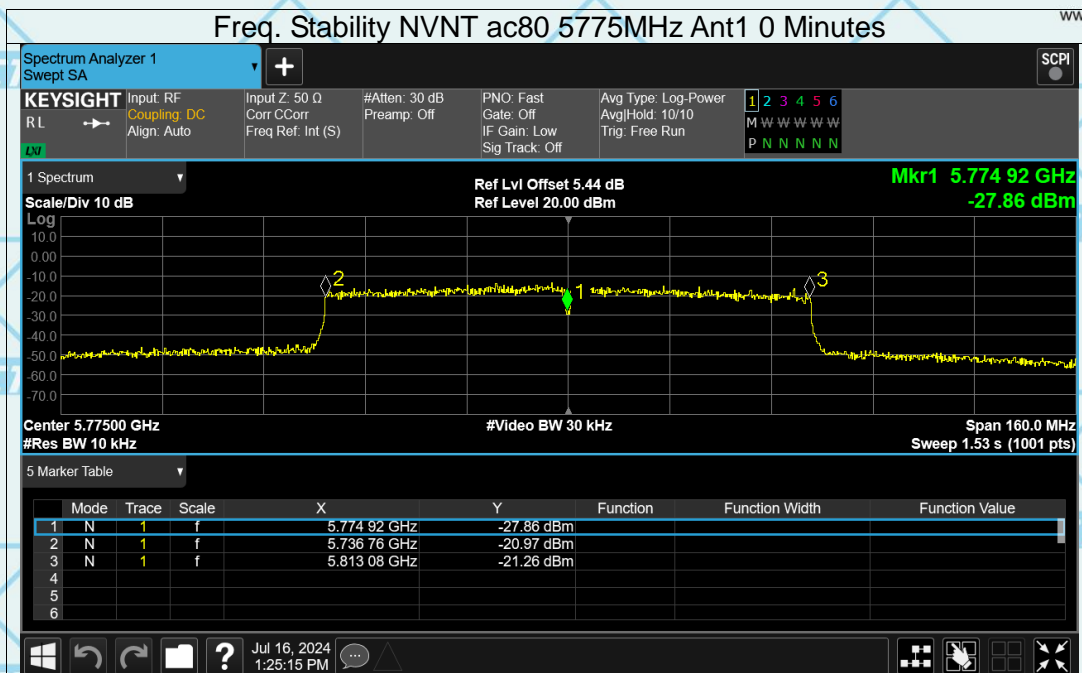 Freq. Stability NVNT ac80 5775MHz Ant1 0 Minutes
Spectrum Analyzer 1
Swept SA
+
SCPI
KEYSIGHT
R L
LXI
Input: RF
Coupling: DC
Align: Auto
Input Z: 50 Ω
Corr CCorr
Freq Ref: Int (S)
#Atten: 30 dB
Preamp: Off
PNO: Fast
Gate: Off
IF Gain: Low
Sig Track: Off
Avg Type: Log-Power
Avg|Hold: 10/10
Trig: Free Run
1 2 3 4 5 6
M W W W W W
P N N N N N
1 Spectrum
Scale/Div 10 dB
Ref Lvl Offset 5.44 dB
Ref Level 20.00 dBm
Mkr1 5.774 92 GHz
-27.86 dBm
Log
10.0
0.00
-10.0
-20.0
-30.0
-40.0
-50.0
-60.0
-70.0
2
1
3
Center 5.77500 GHz
#Video BW 30 kHz
Span 160.0 MHz
#Res BW 10 kHz
Sweep 1.53 s (1001 pts)
5 Marker Table
Mode Trace Scale X Y Function Function Width Function Value
1 N 1 f 5.774 92 GHz -27.86 dBm
2 N 1 f 5.736 76 GHz -20.97 dBm
3 N 1 f 5.813 08 GHz -21.26 dBm
4
5
6
?
Jul 16, 2024
1:25:15 PM